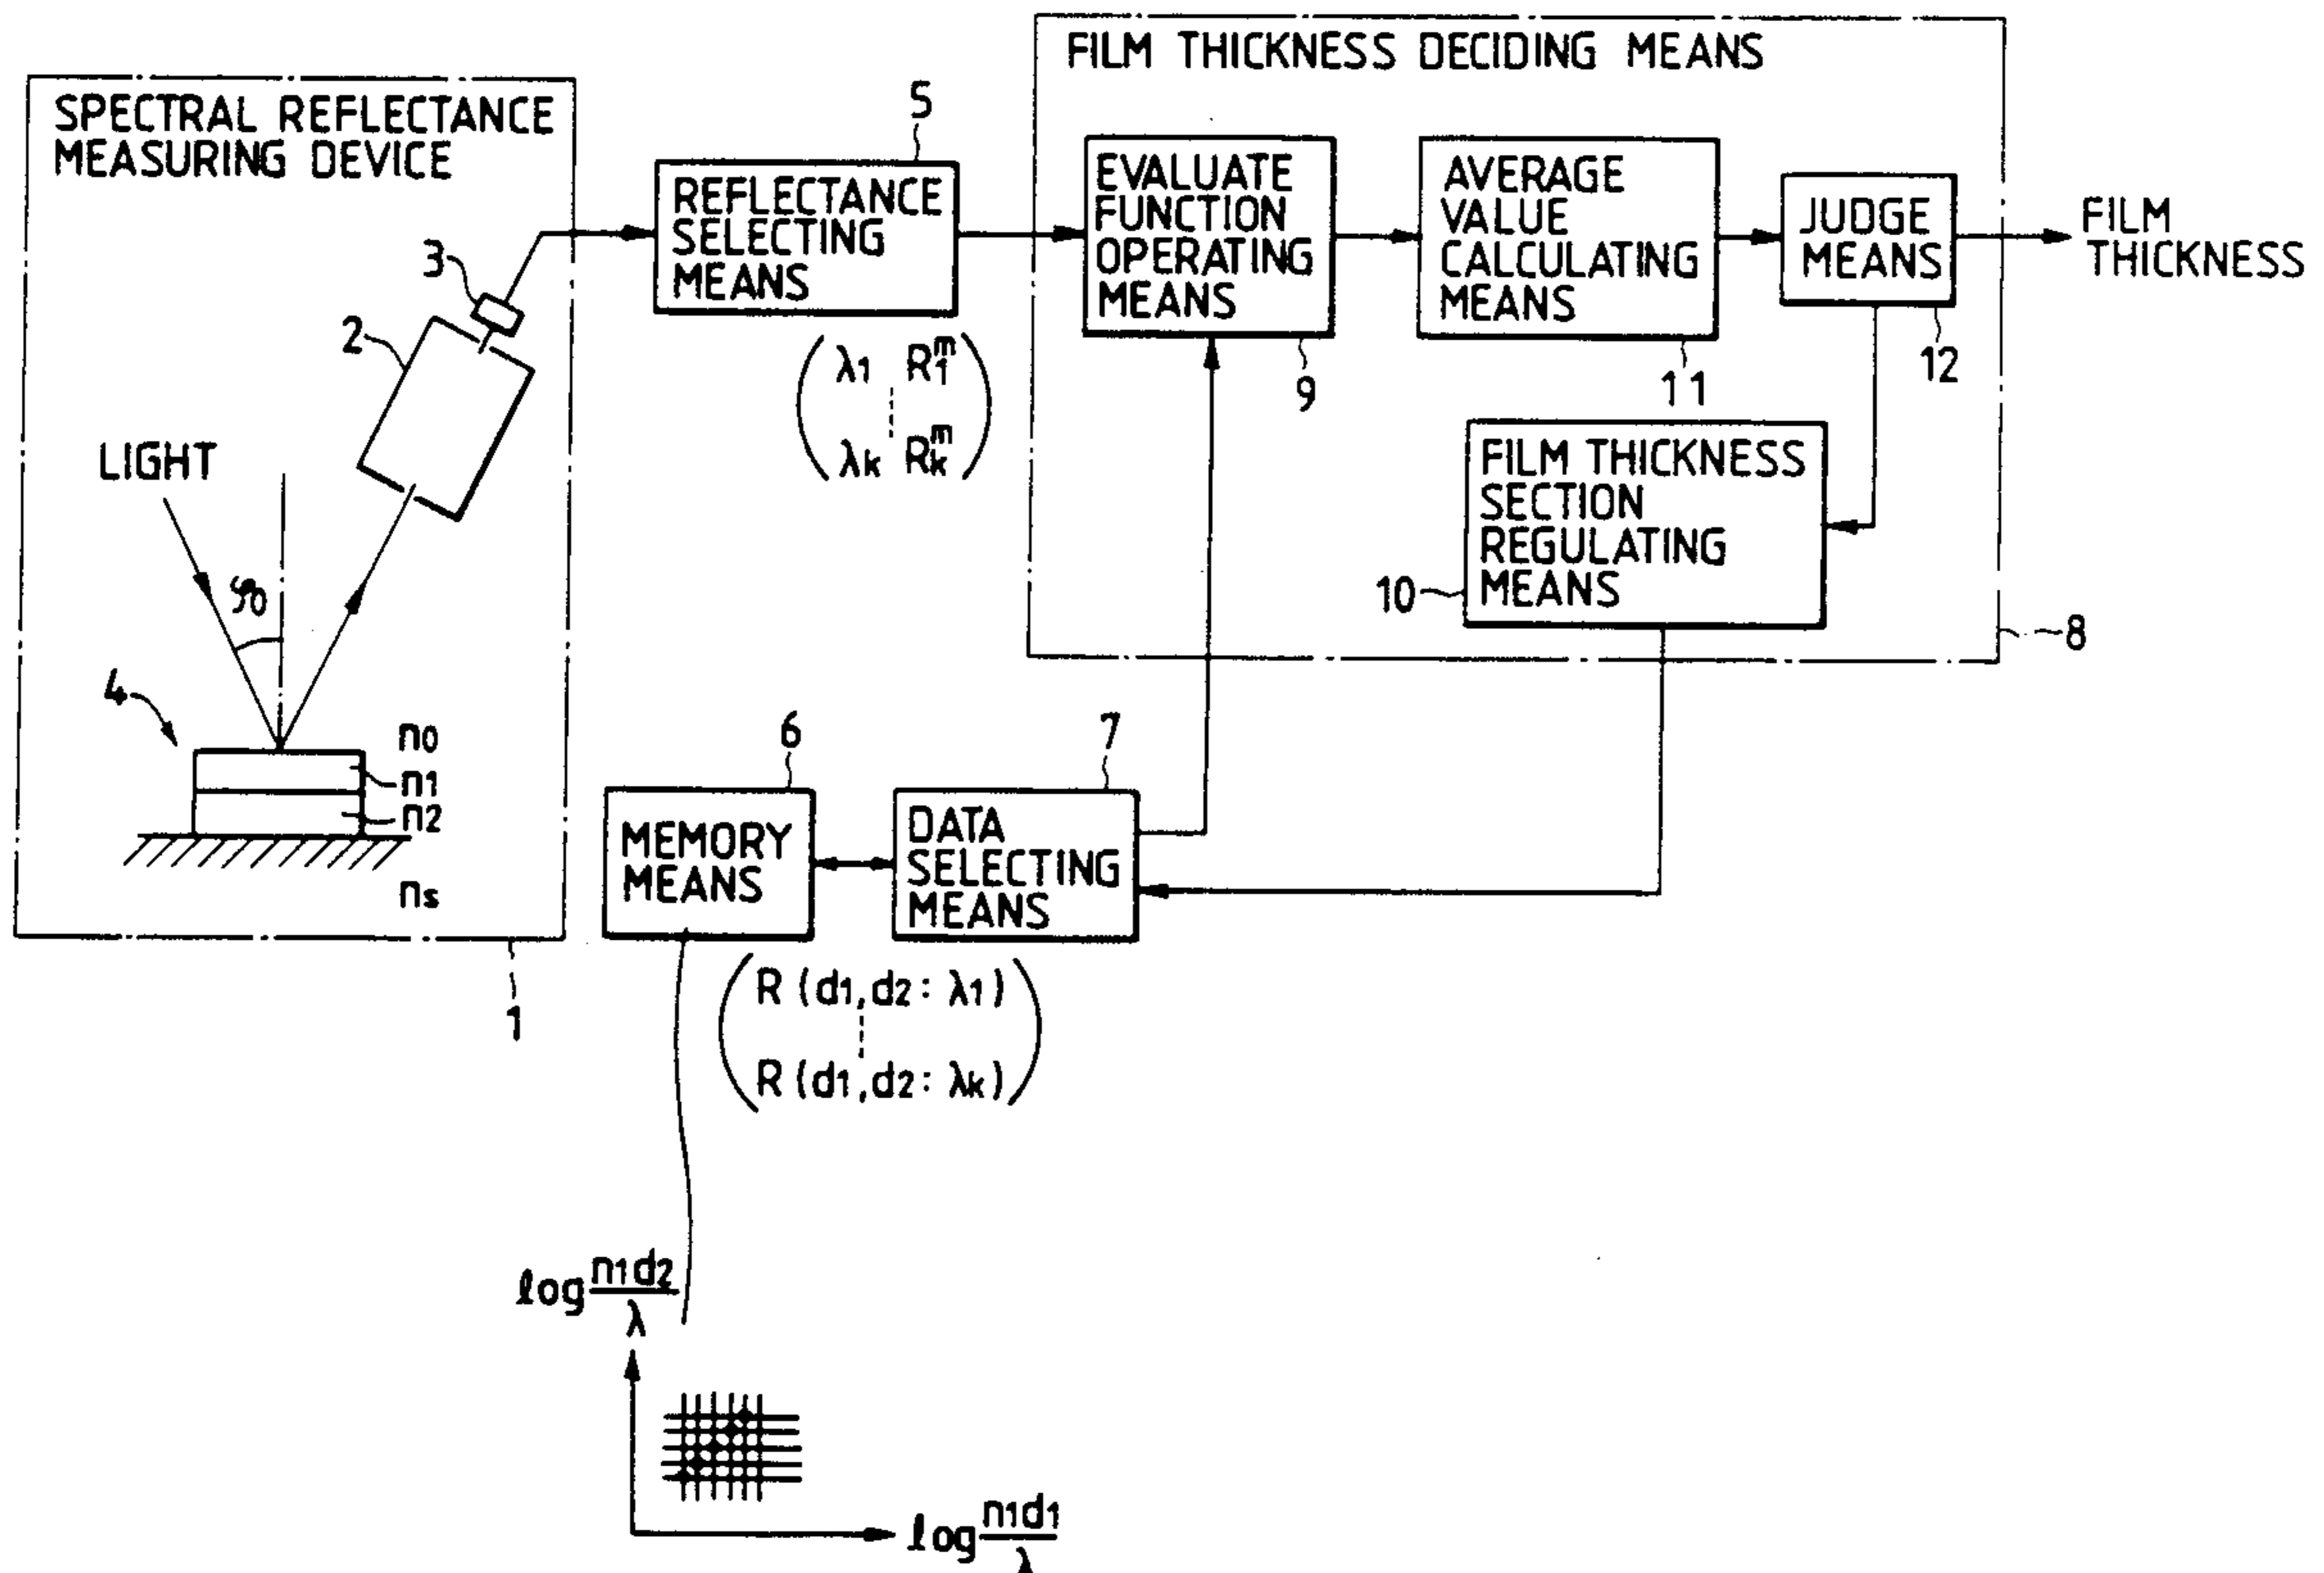 FILM THICKNESS DECIDING MEANS
SPECTRAL REFLECTANCE
MEASURING DEVICE
5
REFLECTANCE
SELECTING
MEANS
EVALUATE
FUNCTION
OPERATING
MEANS
AVERAGE
VALUE
CALCULATING
MEANS
JUDGE
MEANS
FILM
THICKNESS
3
2
λ1 R1^m
λk Rk^m
9
11
12
LIGHT
φ0
FILM THICKNESS
SECTION
REGULATING
MEANS
10
8
4
n0
n1
n2
ns
1
6
7
MEMORY
MEANS
DATA
SELECTING
MEANS
R (d1, d2 : λ1)
R (d1, d2 : λk)
log n1d2/λ
log n1d1/λ